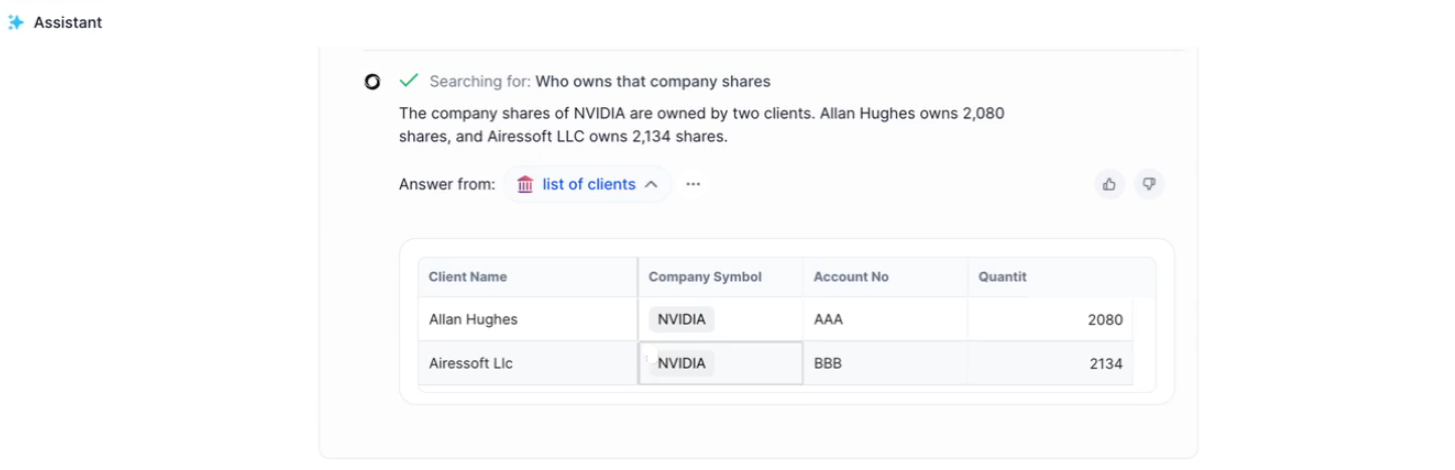 Assistant
Searching for: Who owns that company shares
The company shares of NVIDIA are owned by two clients. Allan Hughes owns 2,080
shares, and Airessoft LLC owns 2,134 shares.
Answer from: list of clients
Client Name Company Symbol Account No Quantit
Allan Hughes NVIDIA AAA 2080
Airessoft Llc NVIDIA BBB 2134